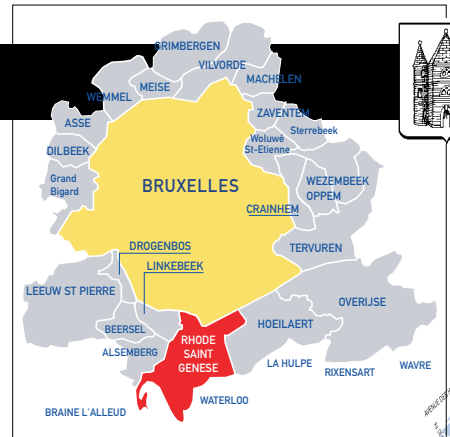 GRIMBERGEN
VILVORDE
MEISE
MACHELEN
WEMMEL
ZAVENTEM
ASSE
Sterrebeek
Woluwé
St-Etienne
DILBEEK
Grand
Bigard
BRUXELLES
WEZEMBEEK
OPPEM
CRAINHEM
DROGENBOS
TERVUREN
LINKEBEEK
LEEUW ST PIERRE
OVERIJSE
BEERSEL
HOEILAERT
RHODE
SAINT
GENESE
ALSEMBERG
LA HULPE
RIXENSART
WAVRE
WATERLOO
BRAINE L'ALLEUD